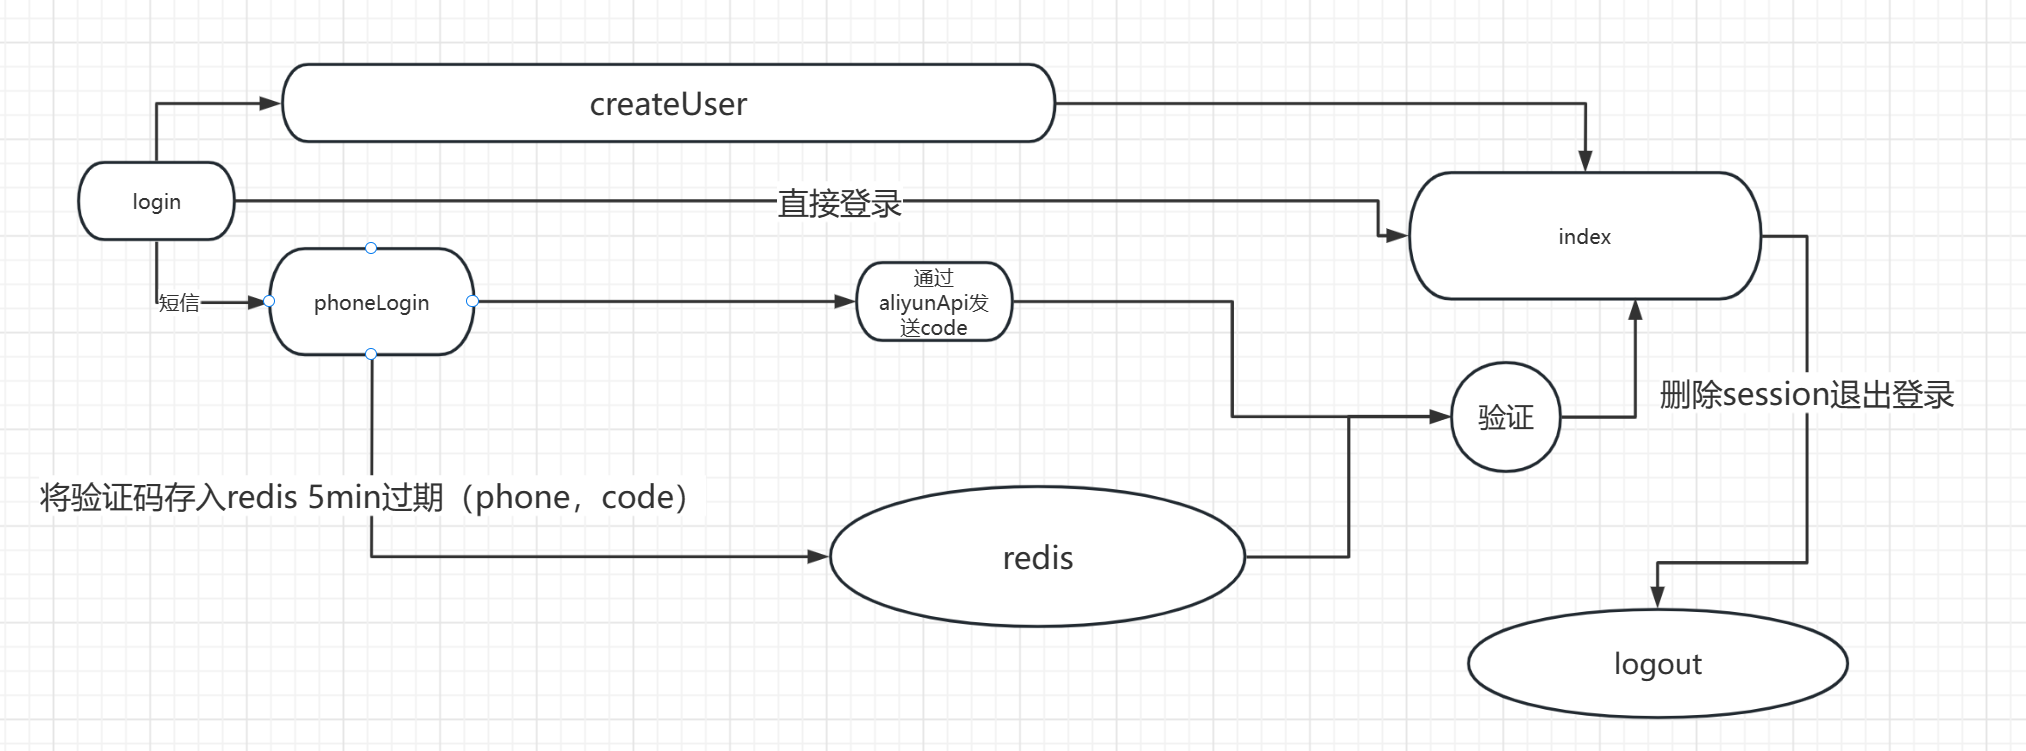 createUser
login
直接登录
index
短信
phoneLogin
通过
aliyunApi发
送code
删除session退出登录
验证
将验证码存入redis 5min过期（phone，code）
redis
logout